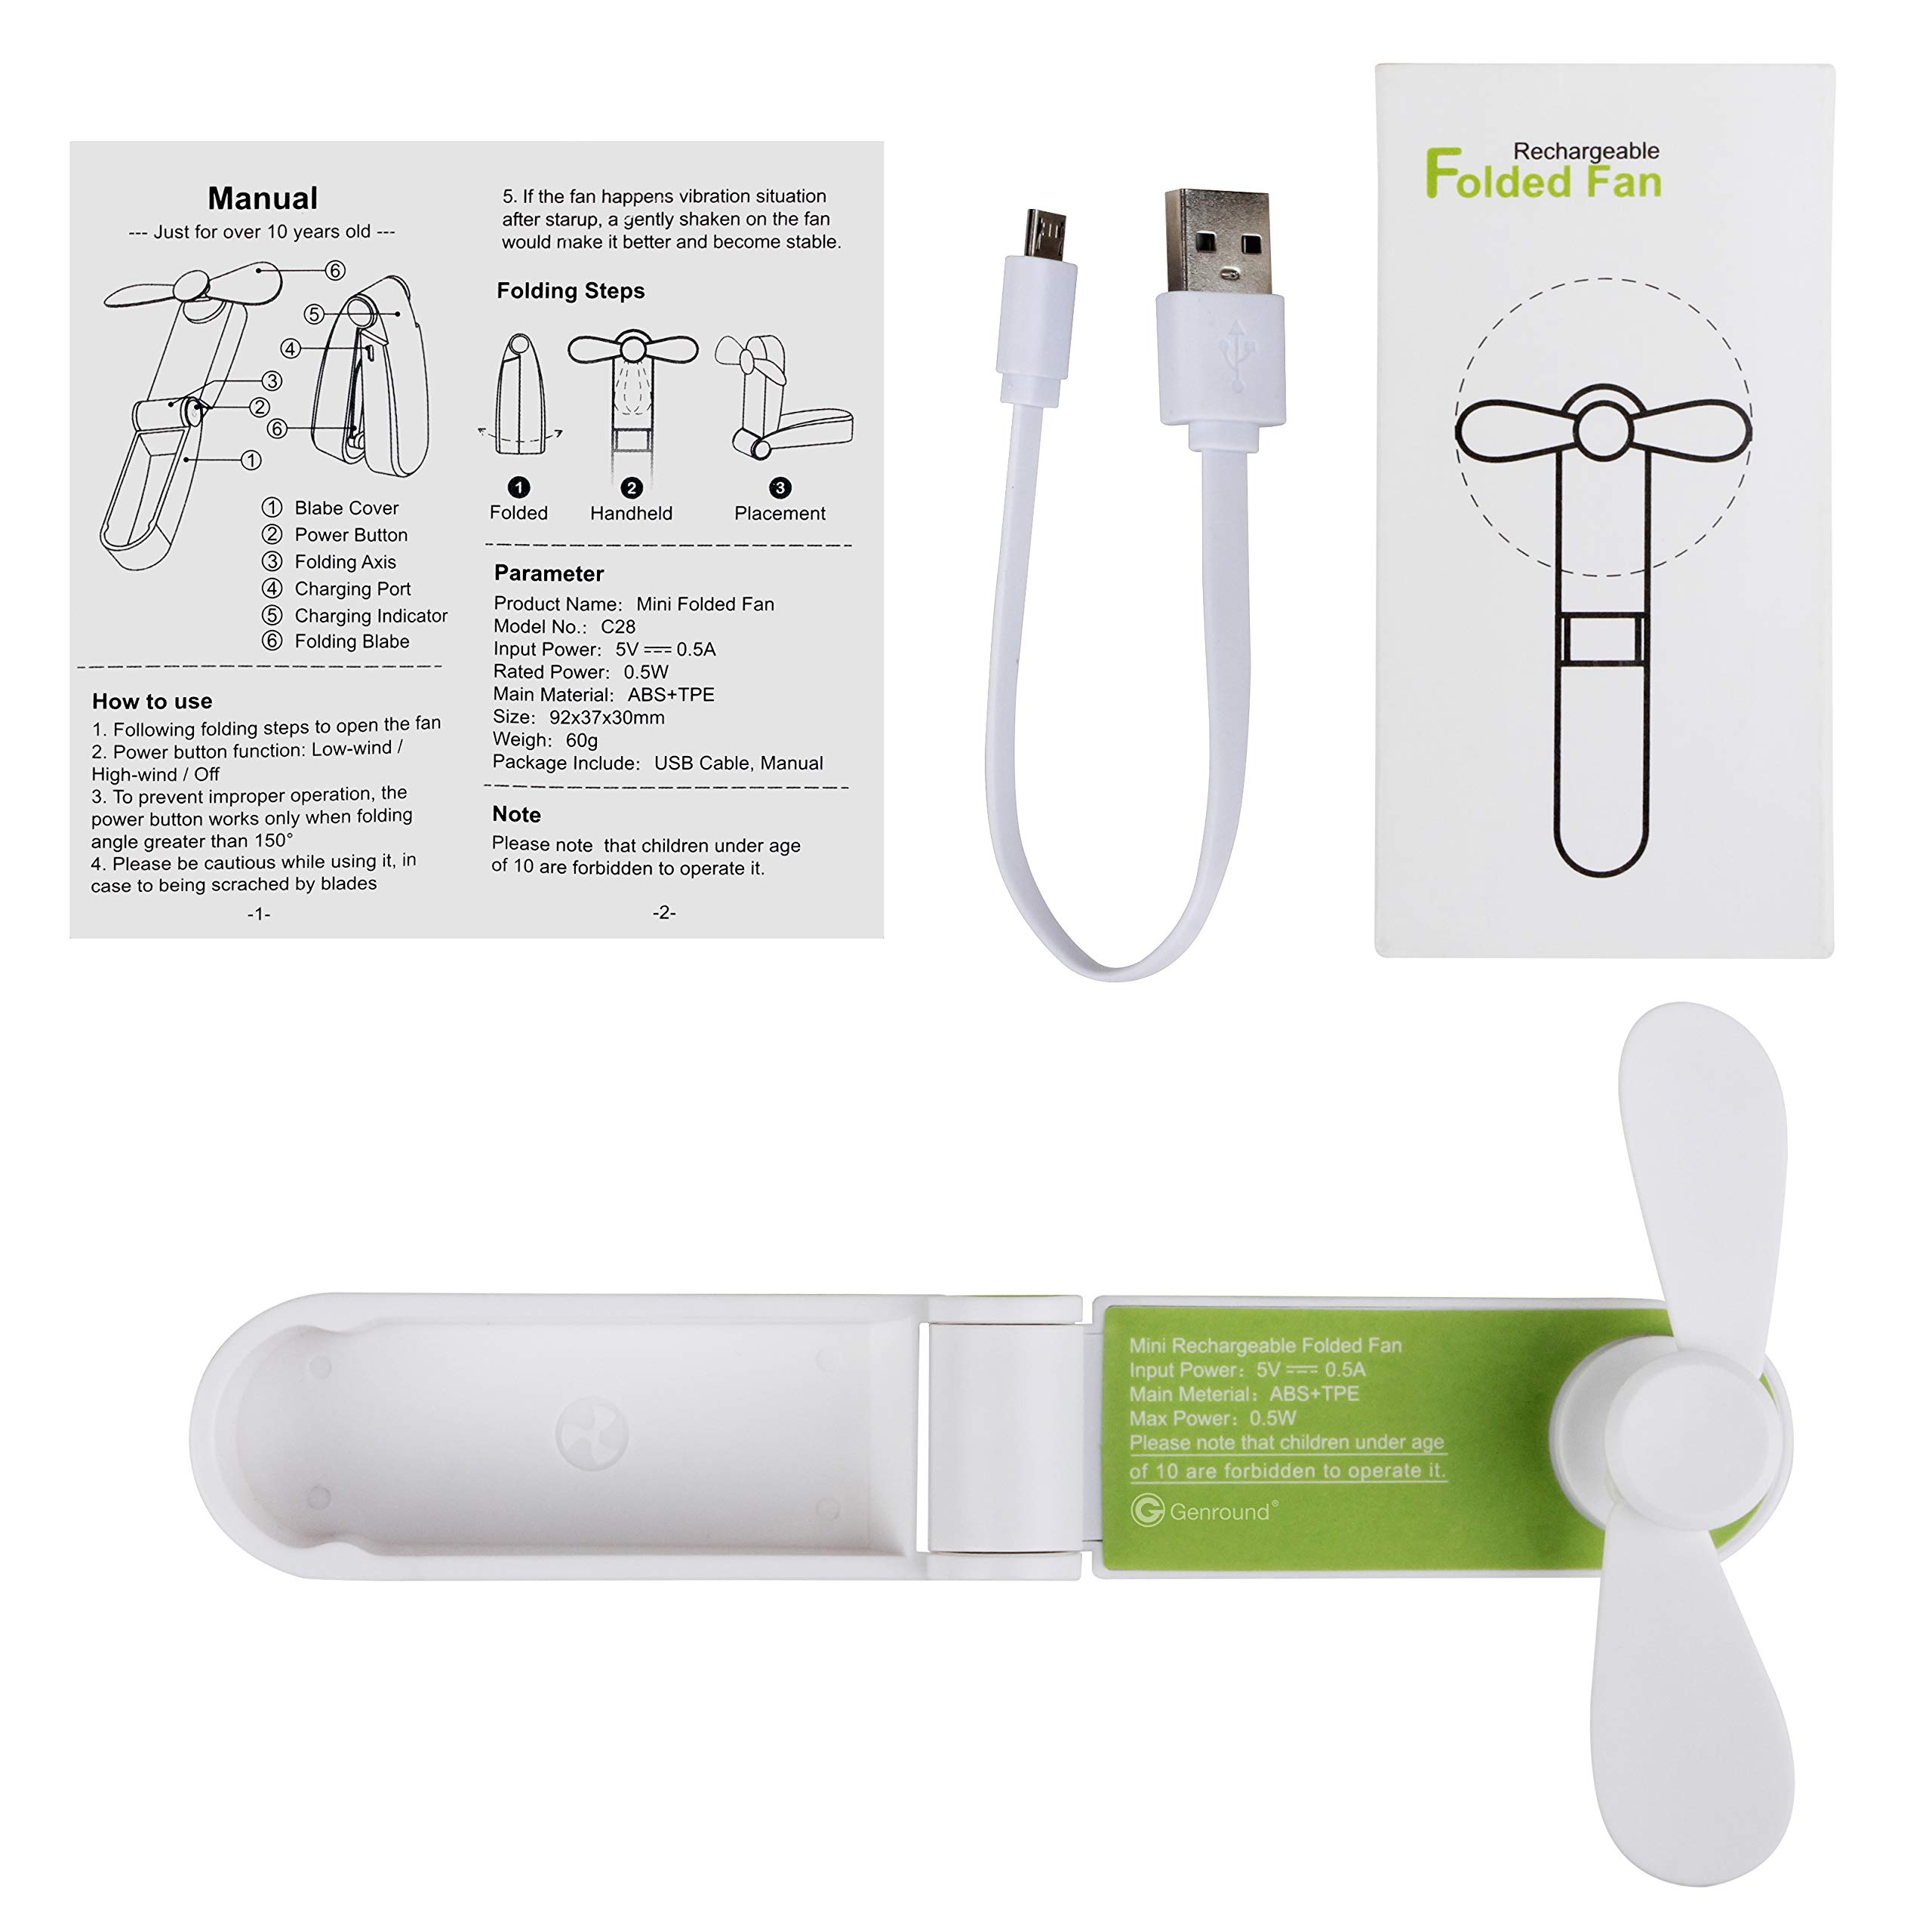 Manual
--- Just for over 10 years old ---
⑥
⑤
④
③
②
⑥
①
① Blabe Cover
② Power Button
③ Folding Axis
④ Charging Port
⑤ Charging Indicator
⑥ Folding Blabe
How to use
1. Following folding steps to open the fan
2. Power button function: Low-wind /
High-wind / Off
3. To prevent improper operation, the
power button works only when folding
angle greater than 150°
4. Please be cautious while using it, in
case to being scrached by blades
-1-
5. If the fan happens vibration situation
after starup, a gently shaken on the fan
would make it better and become stable.
Folding Steps
❶ ❷ ❸
Folded Handheld Placement
Parameter
Product Name: Mini Folded Fan
Model No.: C28
Input Power: 5V ⎓ 0.5A
Rated Power: 0.5W
Main Material: ABS+TPE
Size: 92x37x30mm
Weigh: 60g
Package Include: USB Cable, Manual
Note
Please note that children under age
of 10 are forbidden to operate it.
-2-
Rechargeable
Folded Fan
Mini Rechargeable Folded Fan
Input Power: 5V ⎓ 0.5A
Main Meterial: ABS+TPE
Max Power: 0.5W
Please note that children under age
of 10 are forbidden to operate it.
G Genround®